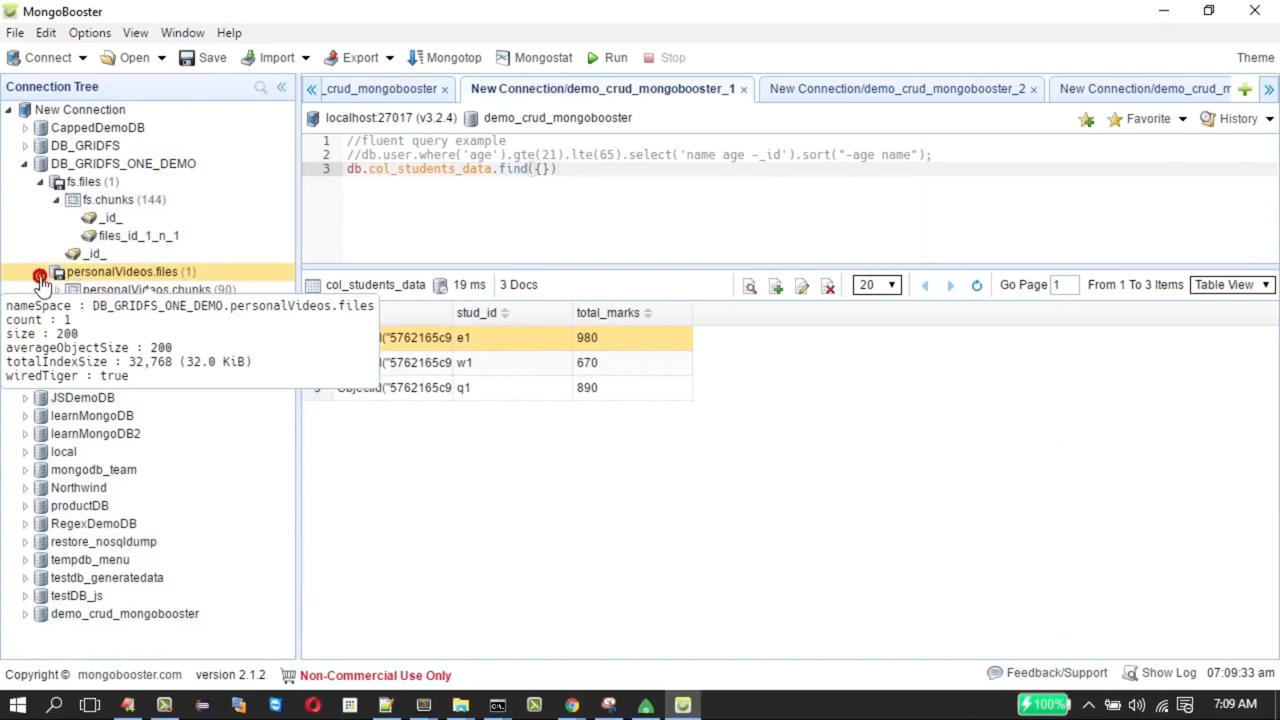 MongoBooster
File Edit Options View Window Help
Connect Open Save Import Export Mongotop Mongostat Run Stop Theme
Connection Tree
_crud_mongobooster × New Connection/demo_crud_mongobooster_1 × New Connection/demo_crud_mongobooster_2 × New Connection/demo_crud_m
New Connection
localhost:27017 (v3.2.4) demo_crud_mongobooster Favorite History
CappedDemoDB
DB_GRIDFS
DB_GRIDFS_ONE_DEMO
fs.files (1)
fs.chunks (144)
_id_
files_id_1_n_1
_id_
personalVideos.files (1)
personalVideos.chunks (90)
1 //fluent query example
2 //db.user.where('age').gte(21).lte(65).select('name age -_id').sort("-age name");
3 db.col_students_data.find({})
col_students_data 19 ms 3 Docs 20 Go Page 1 From 1 To 3 Items Table View
nameSpace : DB_GRIDFS_ONE_DEMO.personalVideos.files
count : 1
size : 200
averageObjectSize : 200
totalIndexSize : 32,768 (32.0 KiB)
wiredTiger : true
stud_id total_marks
("5762165c9 e1 980
("5762165c9 w1 670
3 ObjectId("5762165c9 q1 890
JSDemoDB
learnMongoDB
learnMongoDB2
local
mongodb_team
Northwind
productDB
RegexDemoDB
restore_nosqldump
tempdb_menu
testdb_generatedata
testDB_js
demo_crud_mongobooster
Copyright © mongobooster.com version 2.1.2 Non-Commercial Use Only Feedback/Support Show Log 07:09:33 am
100% 7:09 AM